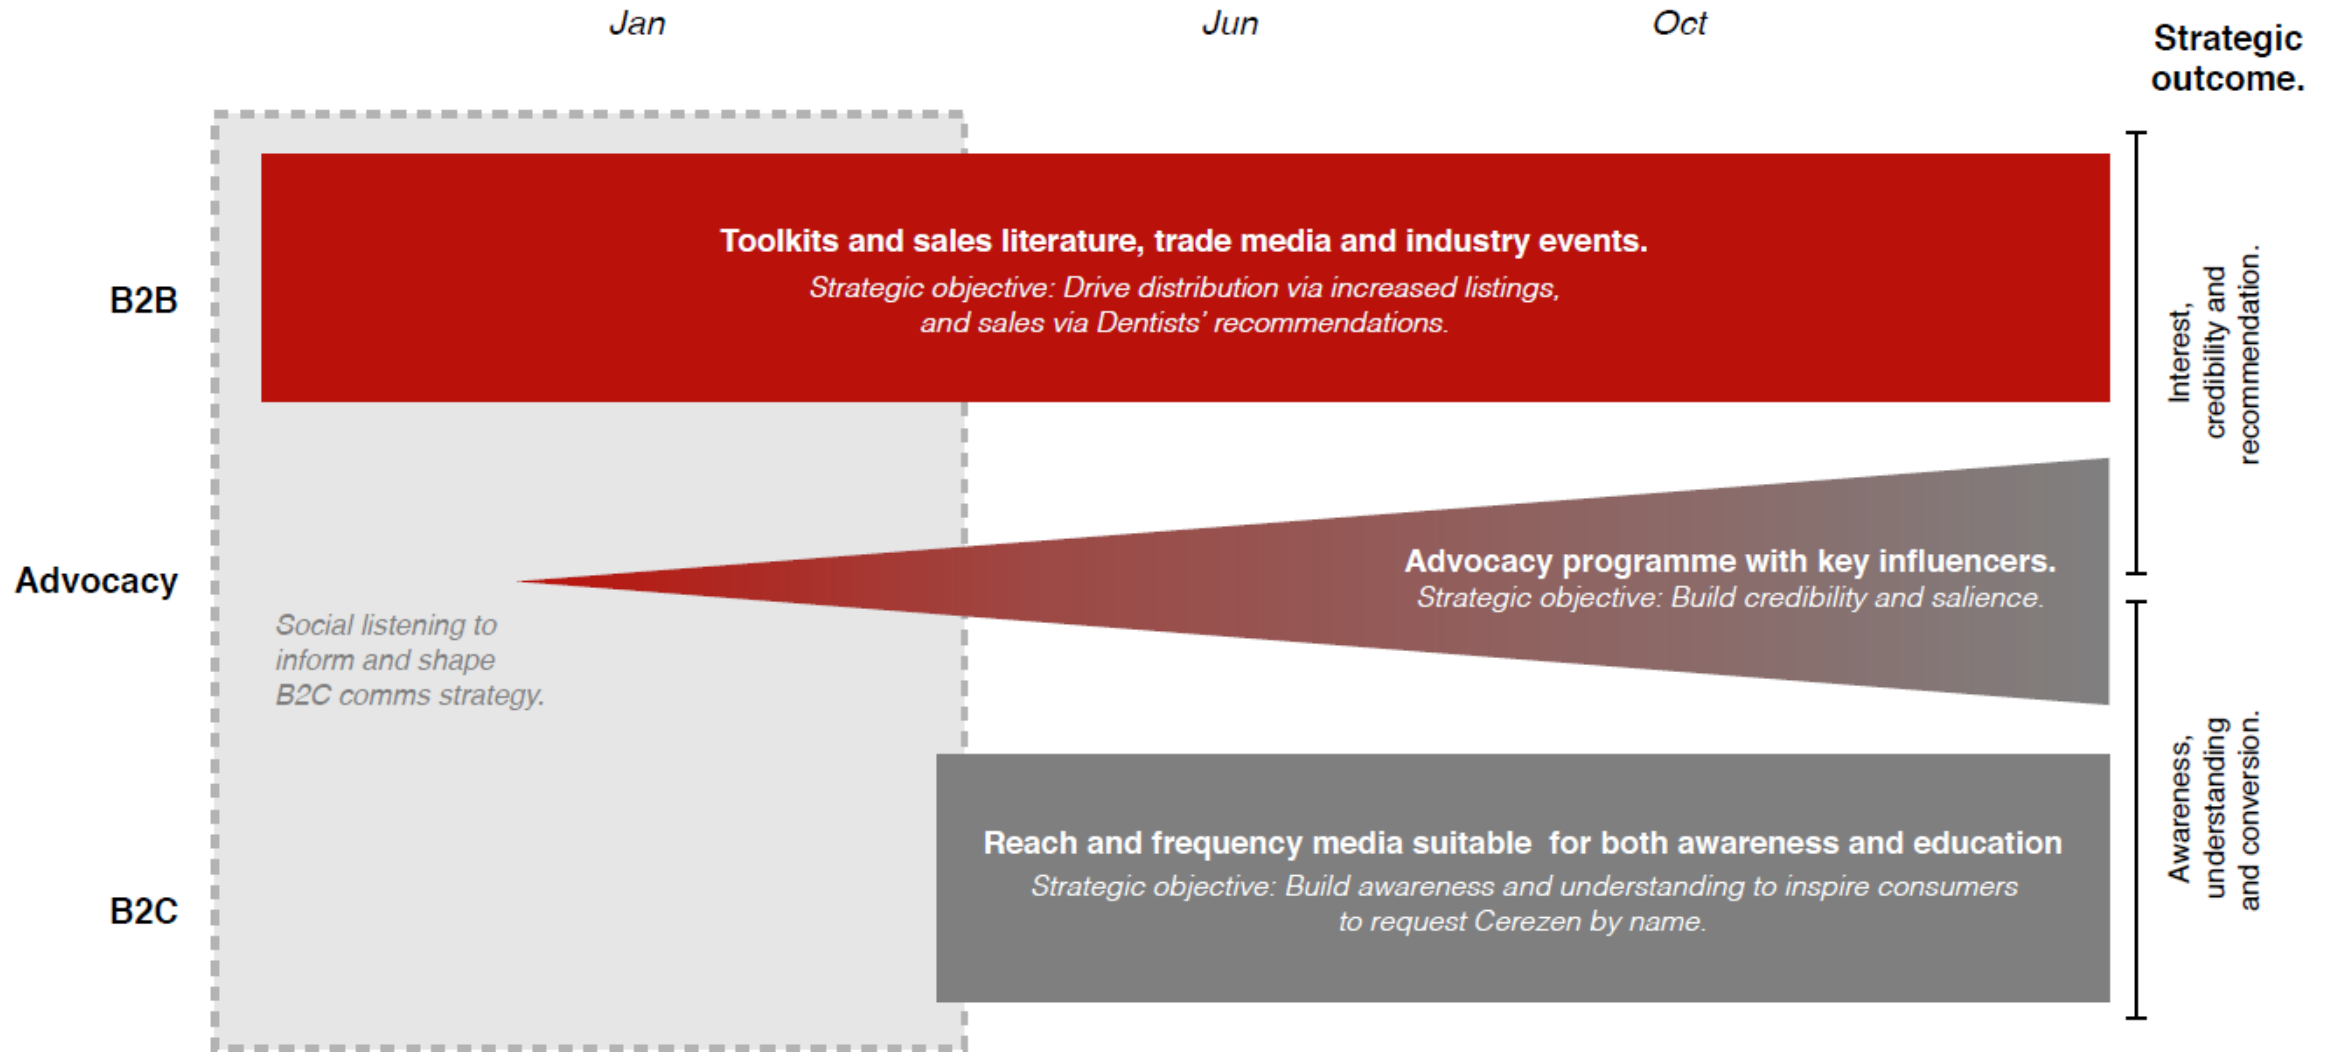 Jan
Jun
Oct
Strategic
outcome.
B2B
Toolkits and sales literature, trade media and industry events.
Strategic objective: Drive distribution via increased listings,
and sales via Dentists’ recommendations.
Interest,
credibility and
recommendation.
Advocacy
Advocacy programme with key influencers.
Strategic objective: Build credibility and salience.
Social listening to
inform and shape
B2C comms strategy.
B2C
Reach and frequency media suitable  for both awareness and education
Strategic objective: Build awareness and understanding to inspire consumers
to request Cerezen by name.
Awareness,
understanding
and conversion.